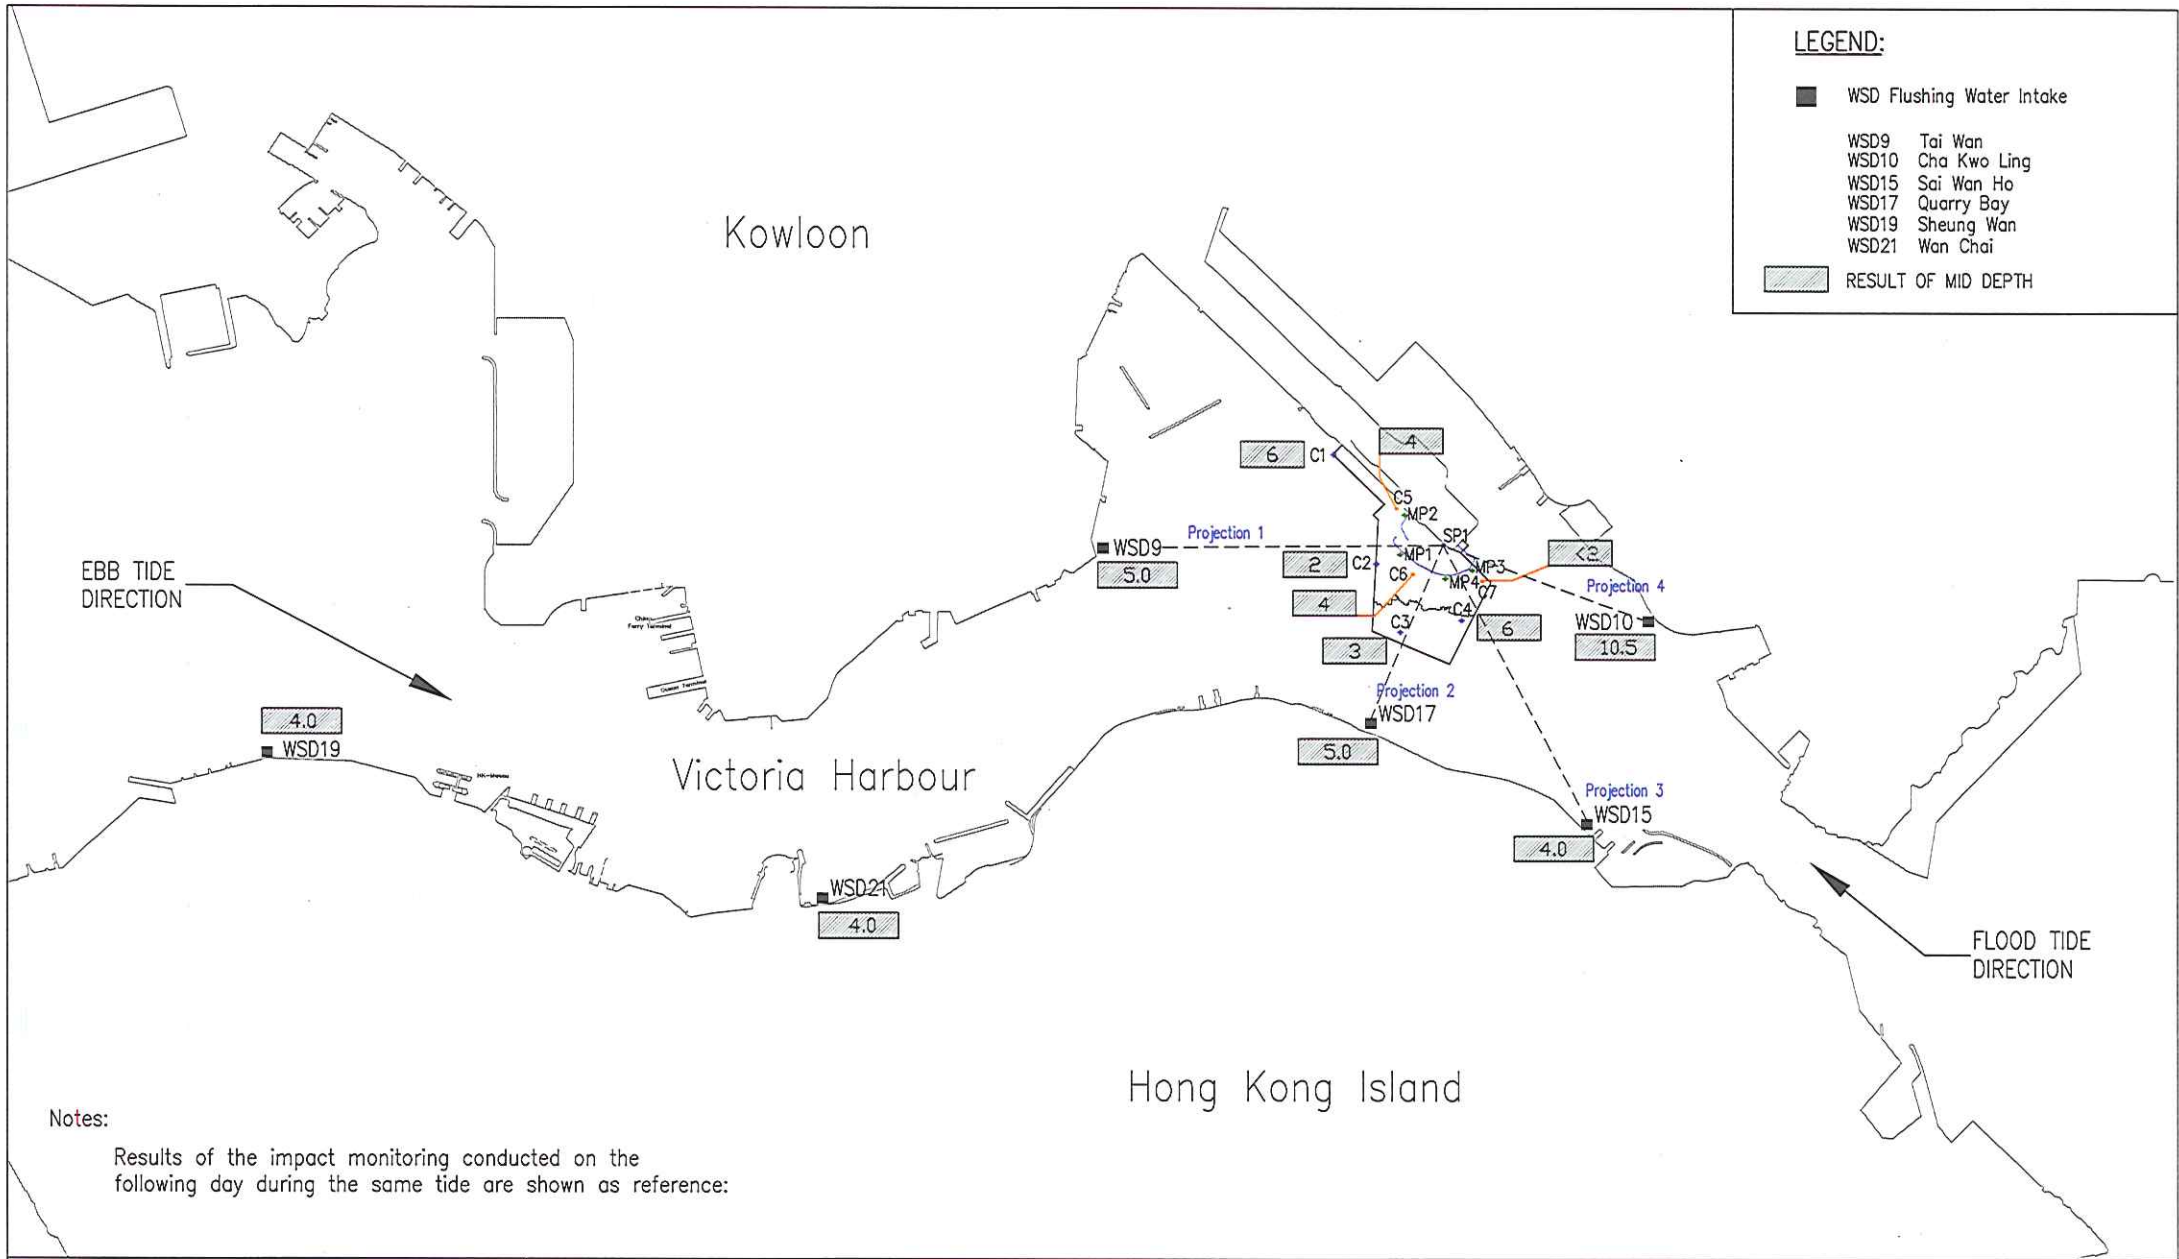 LEGEND:
WSD Flushing Water Intake
WSD9 Tai Wan
WSD10 Cha Kwo Ling
WSD15 Sai Wan Ho
WSD17 Quarry Bay
WSD19 Sheung Wan
WSD21 Wan Chai
RESULT OF MID DEPTH
Kowloon
4
6
C1
C5
MP2
SP1
Projection 1
WSD9
5.0
2
C2
MP1
<2
MP3
C6
MP4
C7
Projection 4
4
C4
C3
6
WSD10
10.5
3
EBB TIDE
DIRECTION
Ferry Terminal
Ocean Terminal
Projection 2
WSD17
5.0
4.0
WSD19
Victoria Harbour
Projection 3
WSD15
4.0
WSD21
4.0
FLOOD TIDE
DIRECTION
Hong Kong Island
Notes:
Results of the impact monitoring conducted on the
following day during the same tide are shown as reference: